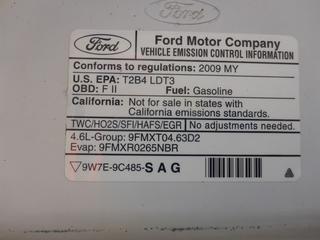 Ford
Ford Ford Motor Company
VEHICLE EMISSION CONTROL INFORMATION
Conforms to regulations: 2009 MY
U.S. EPA: T2B4 LDT3
OBD: F II Fuel: Gasoline
California: Not for sale in states with
California emissions standards.
TWC/HO2S/SFI/HAFS/EGR No adjustments needed.
4.6L-Group: 9FMXT04.63D2
Evap: 9FMXR0265NBR
9W7E-9C485-SAG